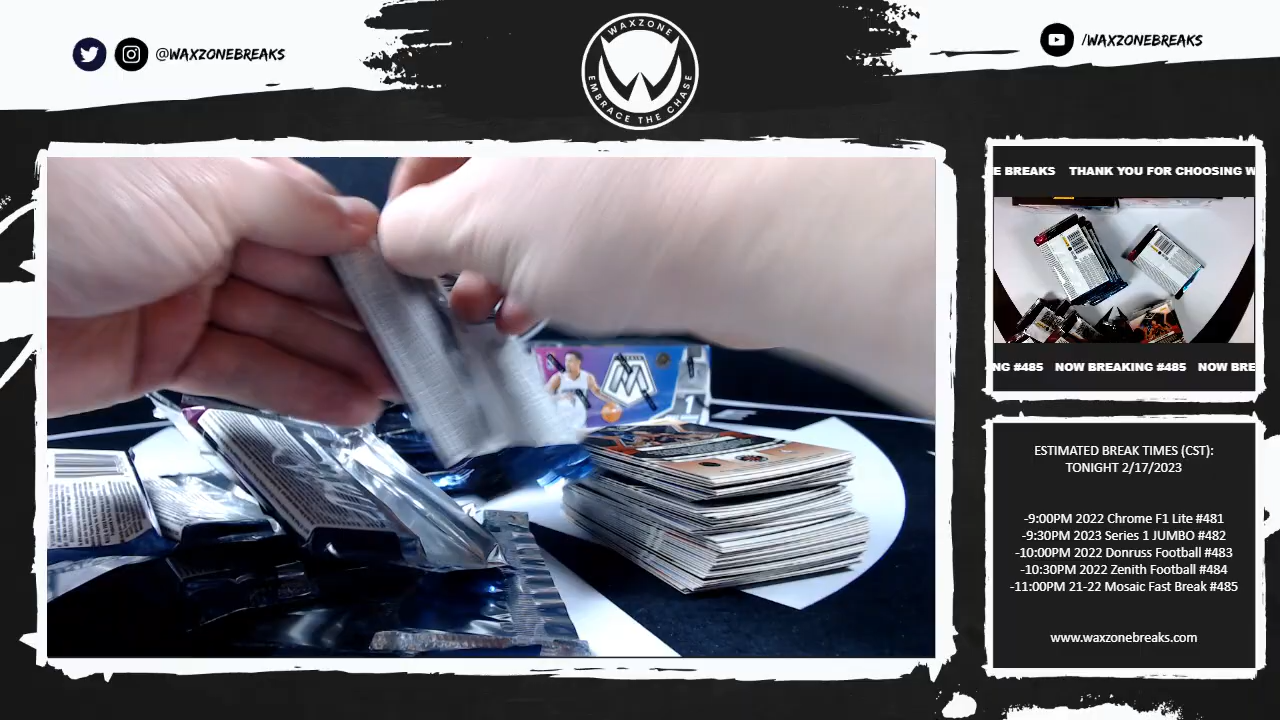 @WAXZONEBREAKS
WAXZONE
EMBRACE THE CHASE
/WAXZONEBREAKS
E BREAKS THANK YOU FOR CHOOSING W
NG #485 NOW BREAKING #485 NOW BRE
ESTIMATED BREAK TIMES (CST):
TONIGHT 2/17/2023
-9:00PM 2022 Chrome F1 Lite #481
-9:30PM 2023 Series 1 JUMBO #482
-10:00PM 2022 Donruss Football #483
-10:30PM 2022 Zenith Football #484
-11:00PM 21-22 Mosaic Fast Break #485
www.waxzonebreaks.com